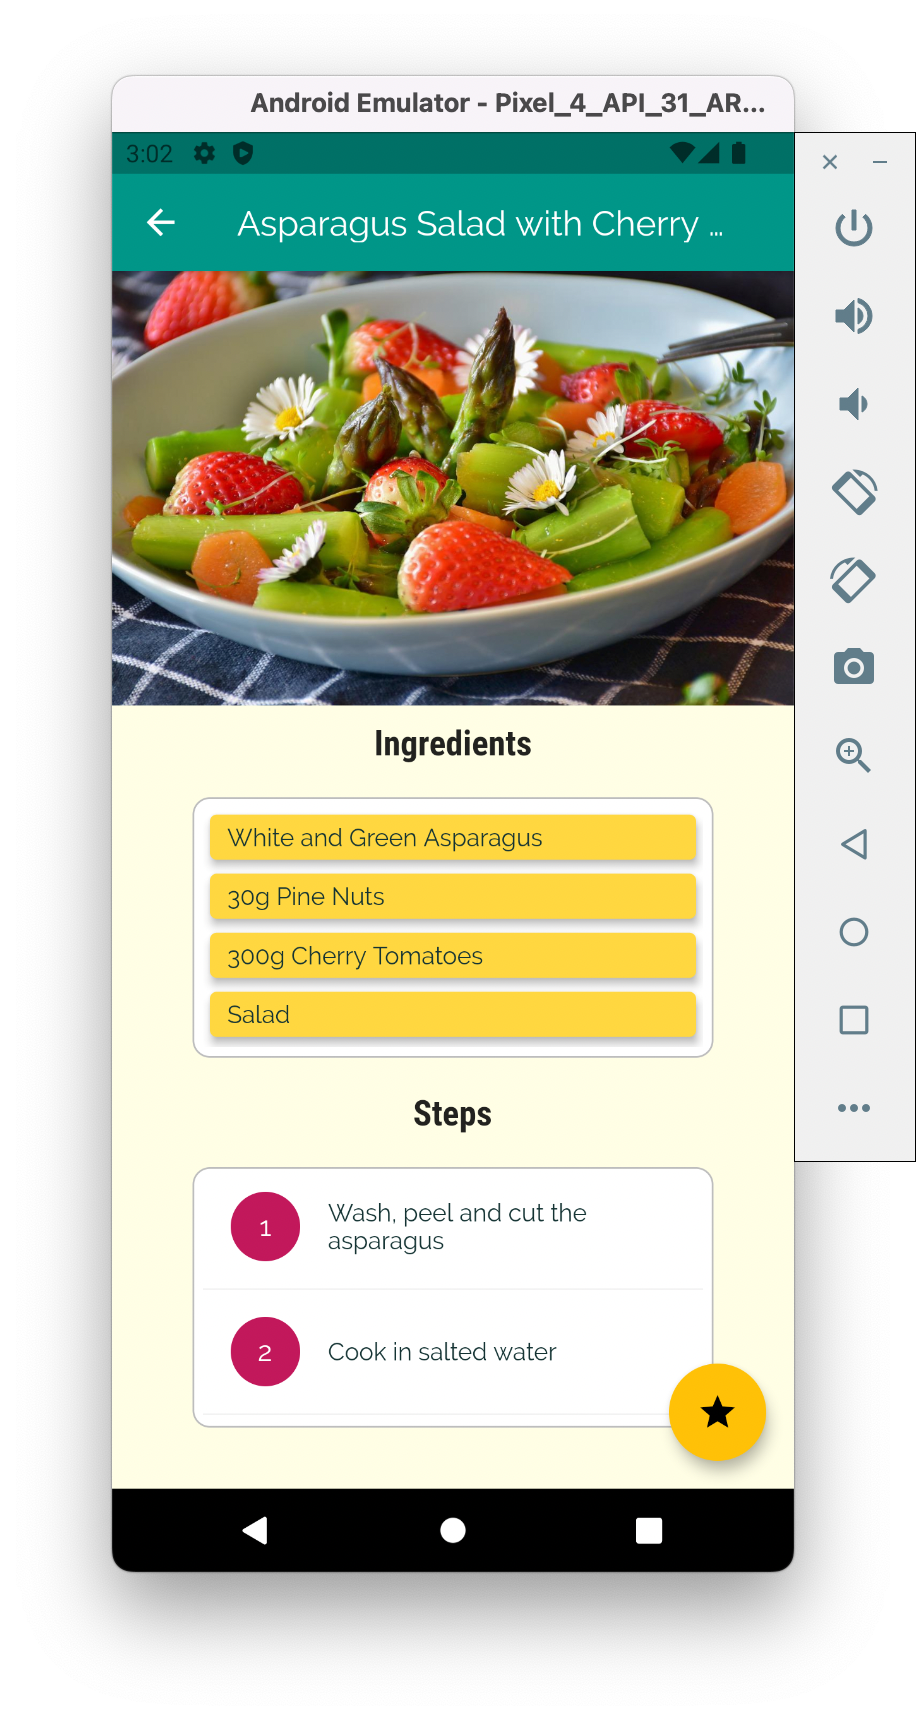 Android Emulator - Pixel_4_API_31_AR...
3:02
Asparagus Salad with Cherry ...
Ingredients
White and Green Asparagus
30g Pine Nuts
300g Cherry Tomatoes
Salad
Steps
1
Wash, peel and cut the
asparagus
2
Cook in salted water